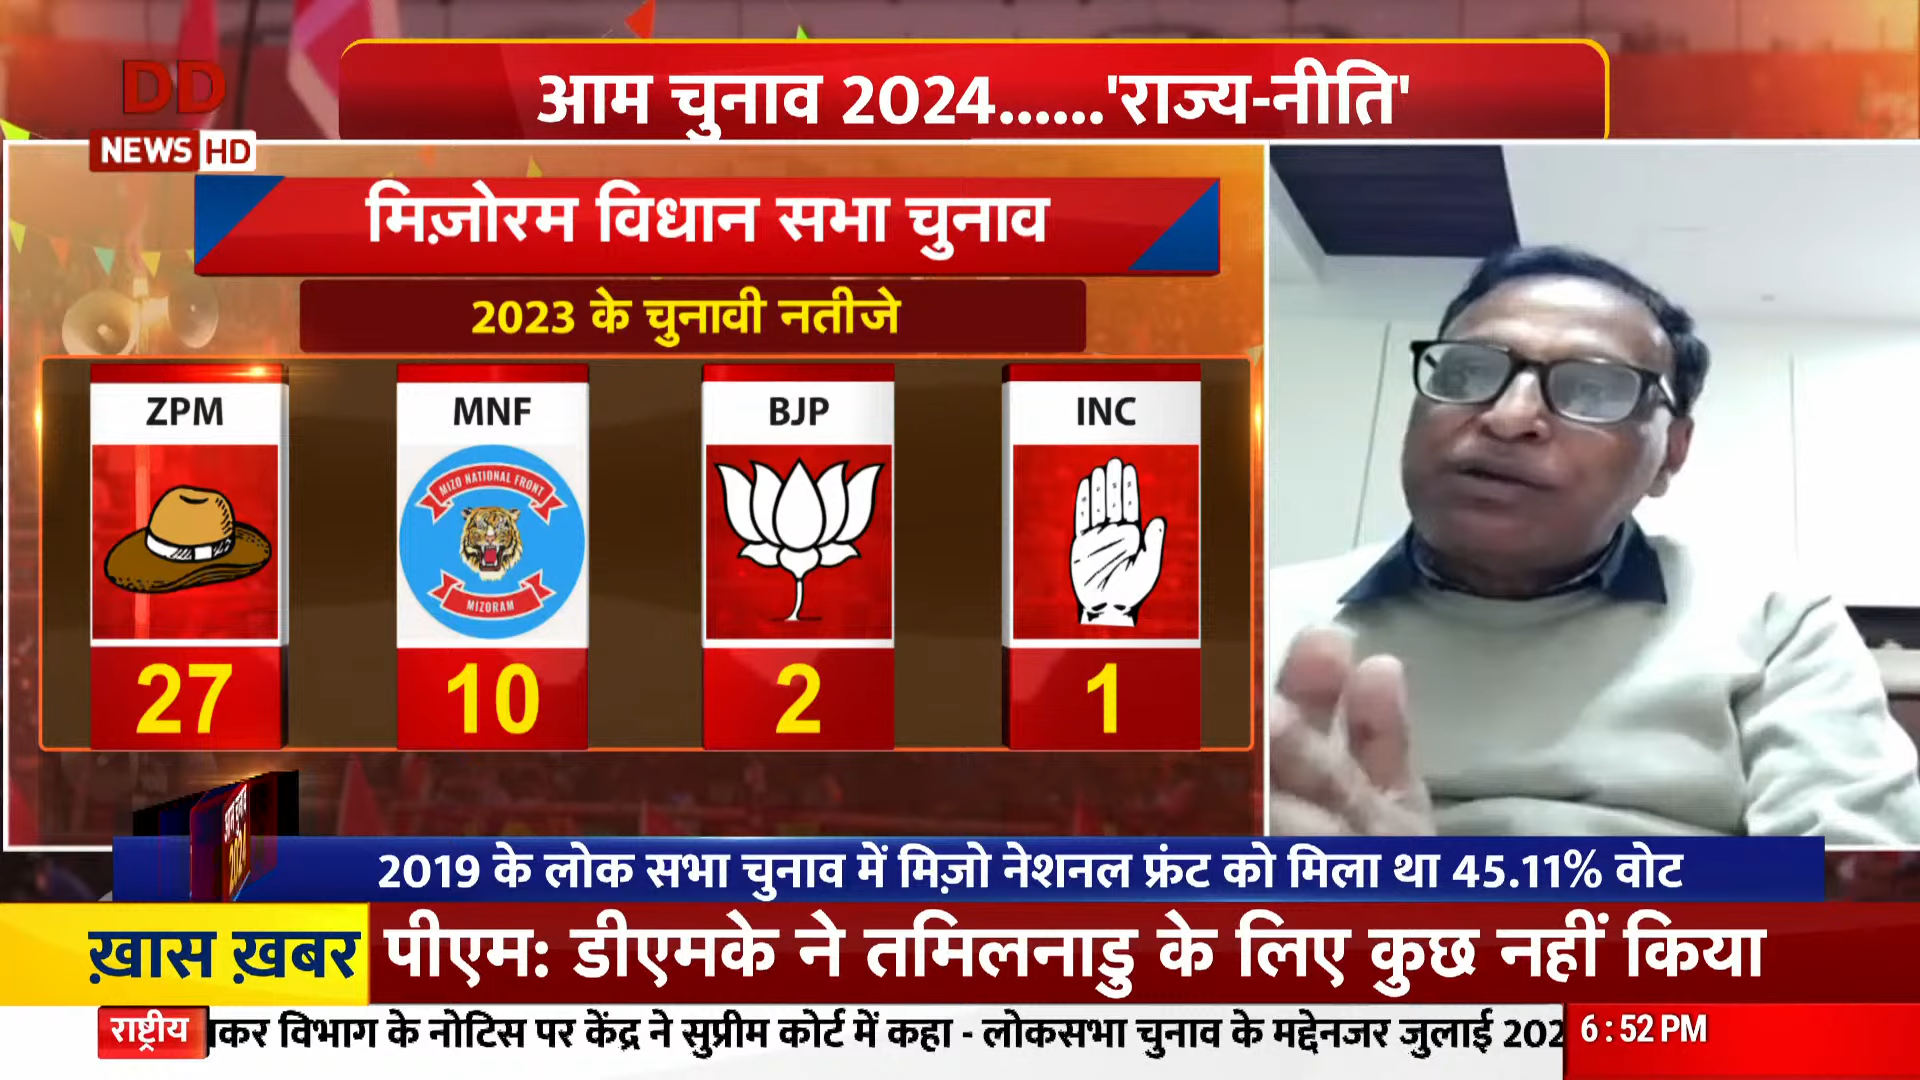 आम चुनाव 2024......'राज्य-नीति'
DD
NEWS HD
मिज़ोरम विधान सभा चुनाव
2023 के चुनावी नतीजे
ZPM
MNF
BJP
INC
MIZO NATIONAL FRONT
MIZORAM
27
10
2
1
2019 के लोक सभा चुनाव में मिज़ो नेशनल फ्रंट को मिला था 45.11% वोट
ख़ास ख़बर
पीएम: डीएमके ने तमिलनाडु के लिए कुछ नहीं किया
राष्ट्रीय
कर विभाग के नोटिस पर केंद्र ने सुप्रीम कोर्ट में कहा - लोकसभा चुनाव के मद्देनजर जुलाई 202
6:52 PM